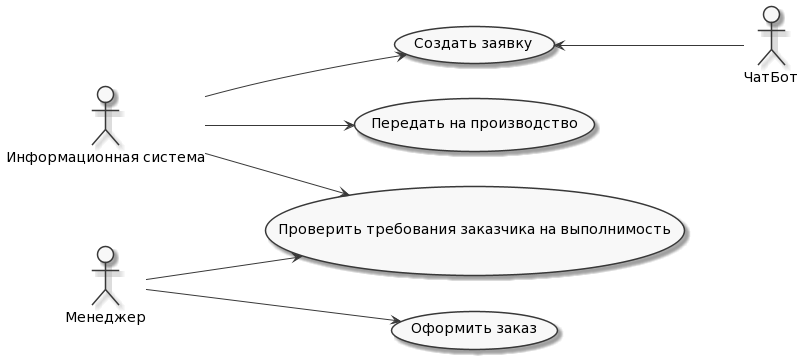 Создать заявку
ЧатБот
Передать на производство
Информационная система
Проверить требования заказчика на выполнимость
Менеджер
Оформить заказ